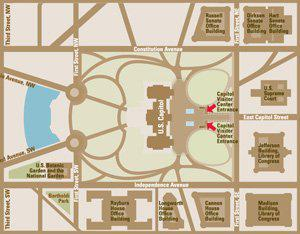 Third Street, NW
First Street, NW
Russell
Senate
Office
Building
First Street, NE
Dirksen
Senate
Office
Building
Hart
Senate
Office
Building
Constitution Avenue
Avenue, NW
U.S. Capitol
Capitol
Visitor
Center
Entrance
U.S.
Supreme
Court
East Capitol Street
Capitol
Visitor
Center
Entrance
Avenue, SW
U.S. Botanic
Garden and the
National Garden
Jefferson
Building,
Library of
Congress
Independence Avenue
Third Street, SW
Bartholdi
Park
First Street, SW
Rayburn
House
Office
Building
Longworth
House
Office
Building
Cannon
House
Office
Building
Madison
Building,
Library of
Congress